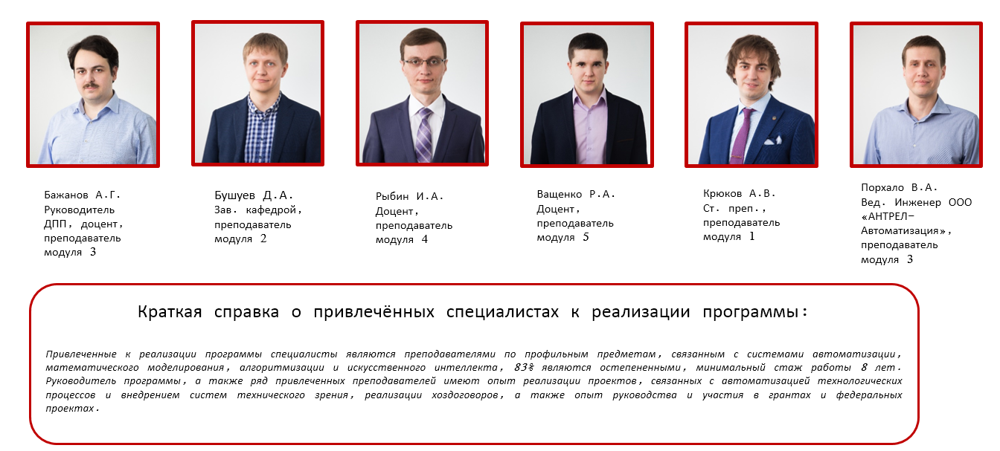 Бажанов А.Г.
Руководитель
ДПП, доцент,
преподаватель
модуля 3
Бушуев Д.А.
Зав. кафедрой,
преподаватель
модуля 2
Рыбин И.А.
Доцент,
преподаватель
модуля 4
Ващенко Р.А.
Доцент,
преподаватель
модуля 5
Крюков А.В.
Ст. преп.,
преподаватель
модуля 1
Порхало В.А.
Вед. Инженер ООО
«АНТРЕЛ-
Автоматизация»,
преподаватель
модуля 3
Краткая справка о привлечённых специалистах к реализации программы:
Привлеченные к реализации программы специалисты являются преподавателями по профильным предметам, связанным с системами автоматизации,
математического моделирования, алгоритмизации и искусственного интеллекта, 83% являются остепененными, минимальный стаж работы 8 лет.
Руководитель программы, а также ряд привлеченных преподавателей имеют опыт реализации проектов, связанных с автоматизацией технологических
процессов и внедрением систем технического зрения, реализации хоздоговоров, а также опыт руководства и участия в грантах и федеральных
проектах.